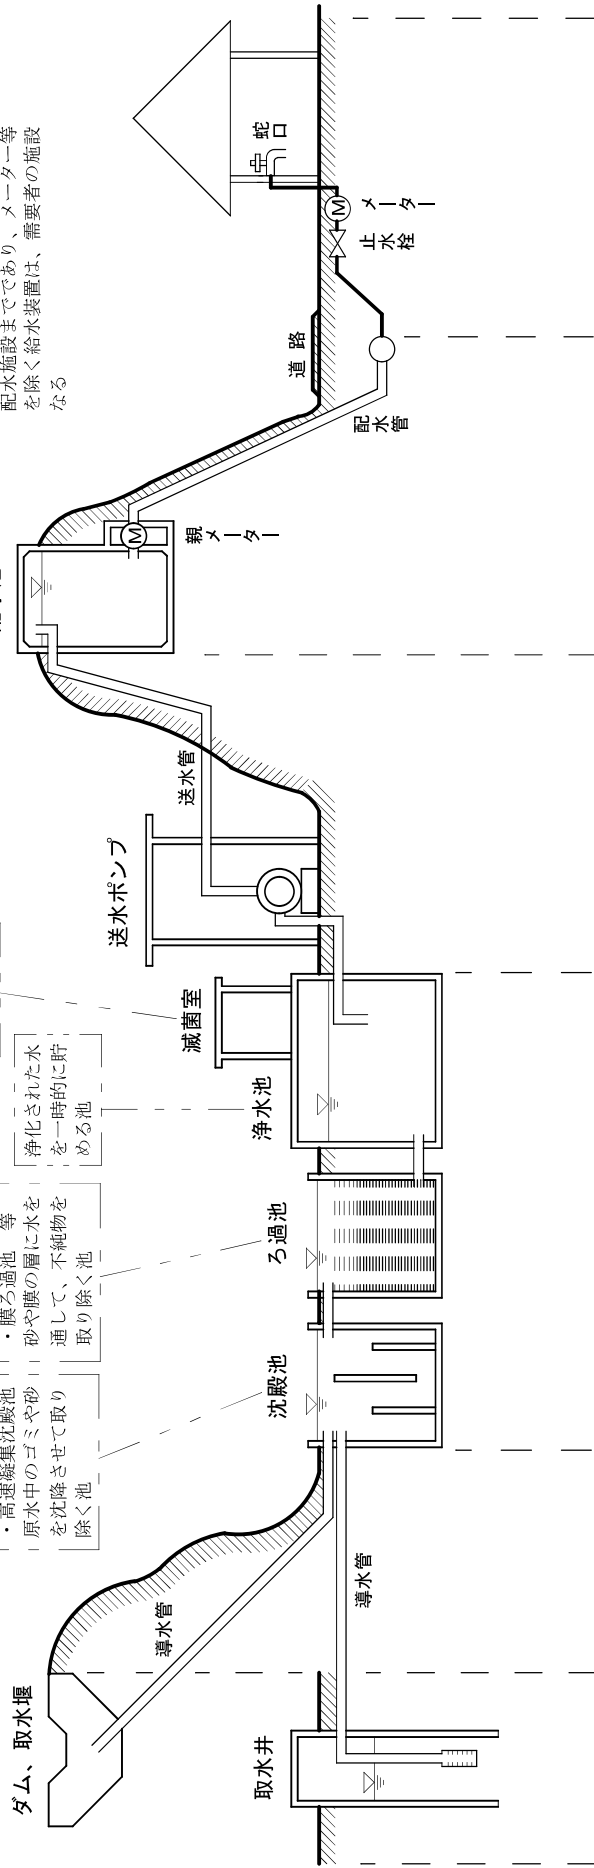 ダム、取水堰
導水管
取水井
導水管
・高速凝集沈殿池
原水中のゴミや砂
を沈降させて取り
除く池
沈殿池
・膜ろ過池　等
砂や膜の層に水を
通して、不純物を
取り除く池
ろ過池
浄化された水
を一時的に貯
める池
浄水池
滅菌室
送水ポンプ
送水管
M
親メーター
配水管
道路
配水施設までであり、メーター等
を除く給水装置は、需要者の施設
なる
蛇口
M
メーター
止水栓